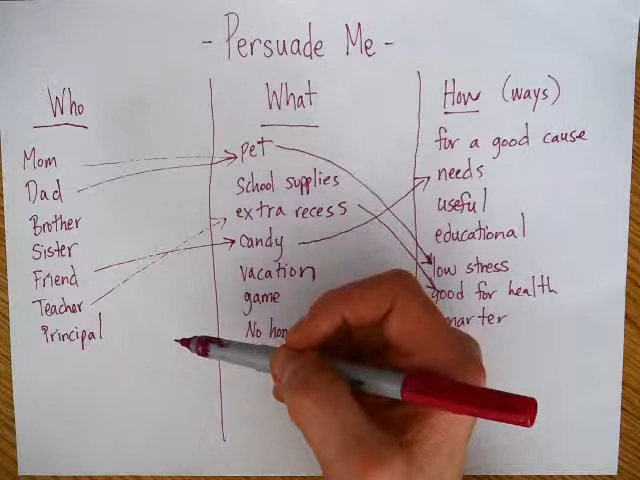 - Persuade Me -
Who
Mom
Dad
Brother
Sister
Friend
Teacher
Principal
What
pet
school supplies
extra recess
candy
vacation
game
No
How (ways)
for a good cause
needs
useful
educational
low stress
good for health